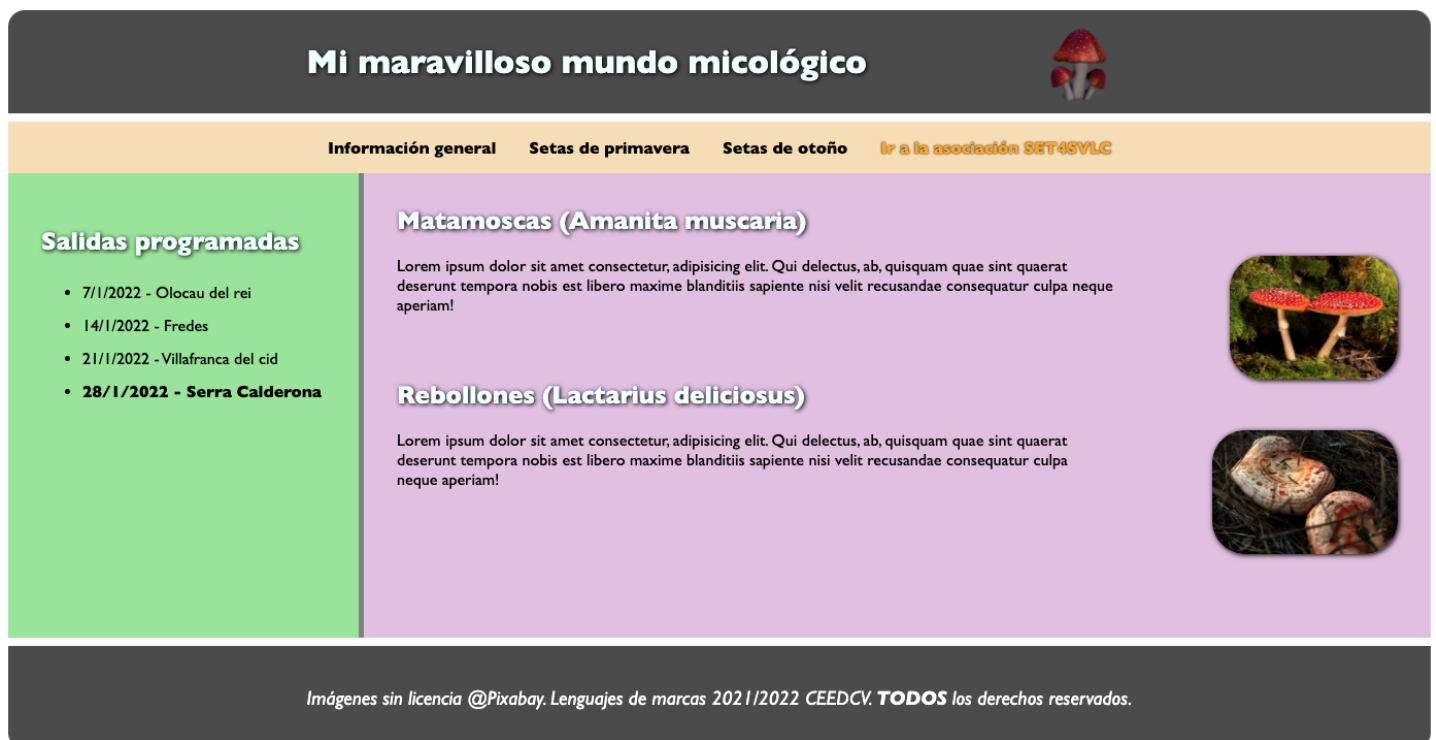 Mi maravilloso mundo micológico
Información general Setas de primavera Setas de otoño Ir a la asociación SET4SVLC
Salidas programadas
• 7/1/2022 - Olocau del rei
• 14/1/2022 - Fredes
• 21/1/2022 - Villafranca del cid
• 28/1/2022 - Serra Calderona
Matamoscas (Amanita muscaria)
Lorem ipsum dolor sit amet consectetur, adipisicing elit. Qui delectus, ab, quisquam quae sint quaerat
deserunt tempora nobis est libero maxime blanditiis sapiente nisi velit recusandae consequatur culpa neque
aperiam!
Rebollones (Lactarius deliciosus)
Lorem ipsum dolor sit amet consectetur, adipisicing elit. Qui delectus, ab, quisquam quae sint quaerat
deserunt tempora nobis est libero maxime blanditiis sapiente nisi velit recusandae consequatur culpa
neque aperiam!
Imágenes sin licencia @Pixabay. Lenguajes de marcas 2021/2022 CEEDCV. TODOS los derechos reservados.